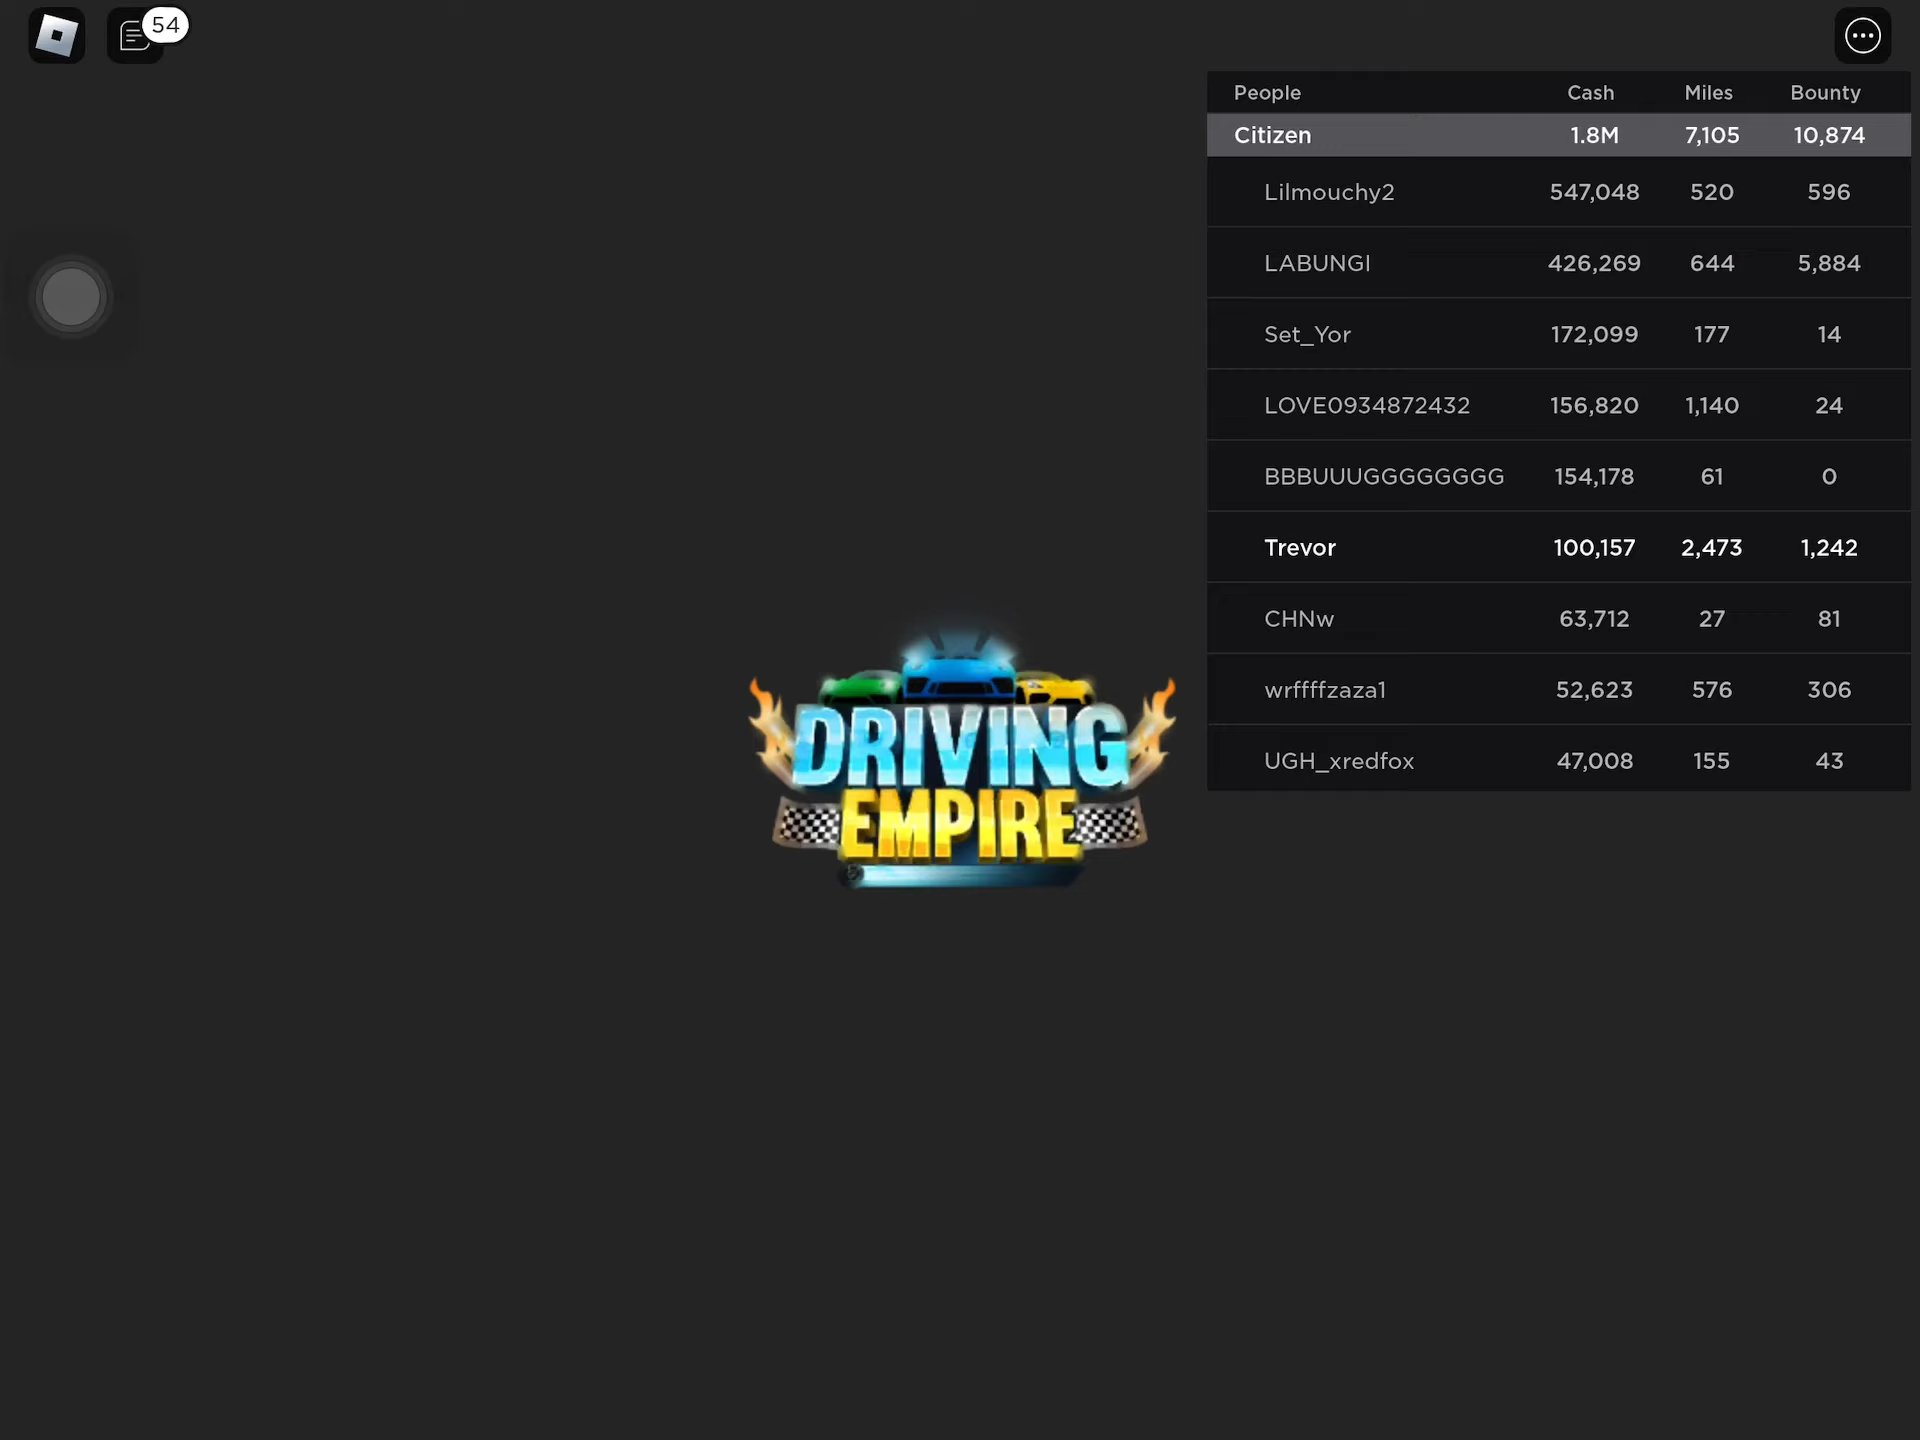 54
People Cash Miles Bounty
Citizen 1.8M 7,105 10,874
Lilmouchy2 547,048 520 596
LABUNGI 426,269 644 5,884
Set_Yor 172,099 177 14
LOVE0934872432 156,820 1,140 24
BBBUUUGGGGGGGG 154,178 61 0
Trevor 100,157 2,473 1,242
CHNw 63,712 27 81
wrffffzaza1 52,623 576 306
UGH_xredfox 47,008 155 43
DRIVING
EMPIRE